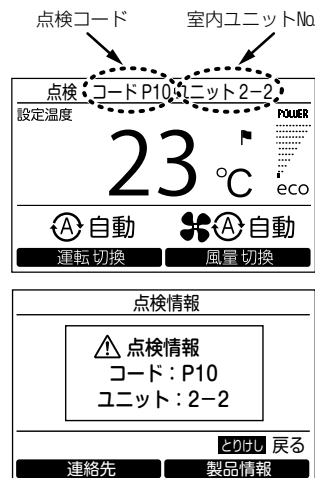 点検コード 室内ユニットNo.
点検 コード P10 ユニット 2-2
設定温度 POWER
23℃
eco
Ⓐ自動 Ⓐ自動
運転切換 風量切換
点検情報
⚠ 点検情報
コード：P10
ユニット：2-2
とりけし 戻る
連絡先 製品情報